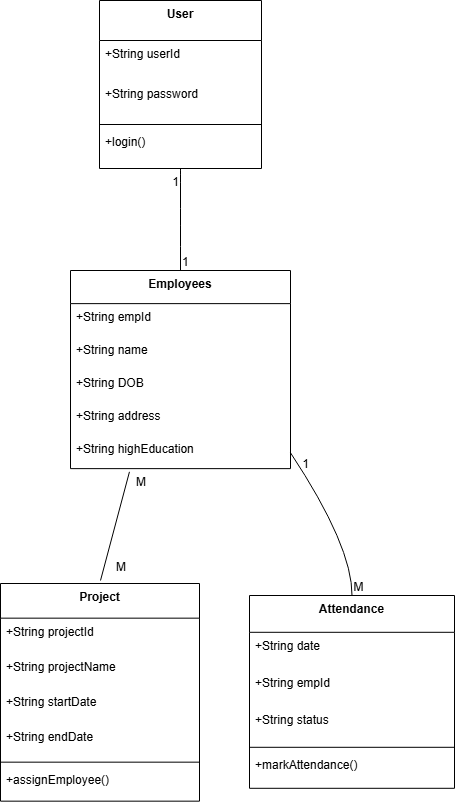 User
+String userId
+String password
+login()
1
1
Employees
+String empId
+String name
+String DOB
+String address
+String highEducation
1
M
M
M
Project
+String projectId
+String projectName
+String startDate
+String endDate
+assignEmployee()
Attendance
+String date
+String empId
+String status
+markAttendance()